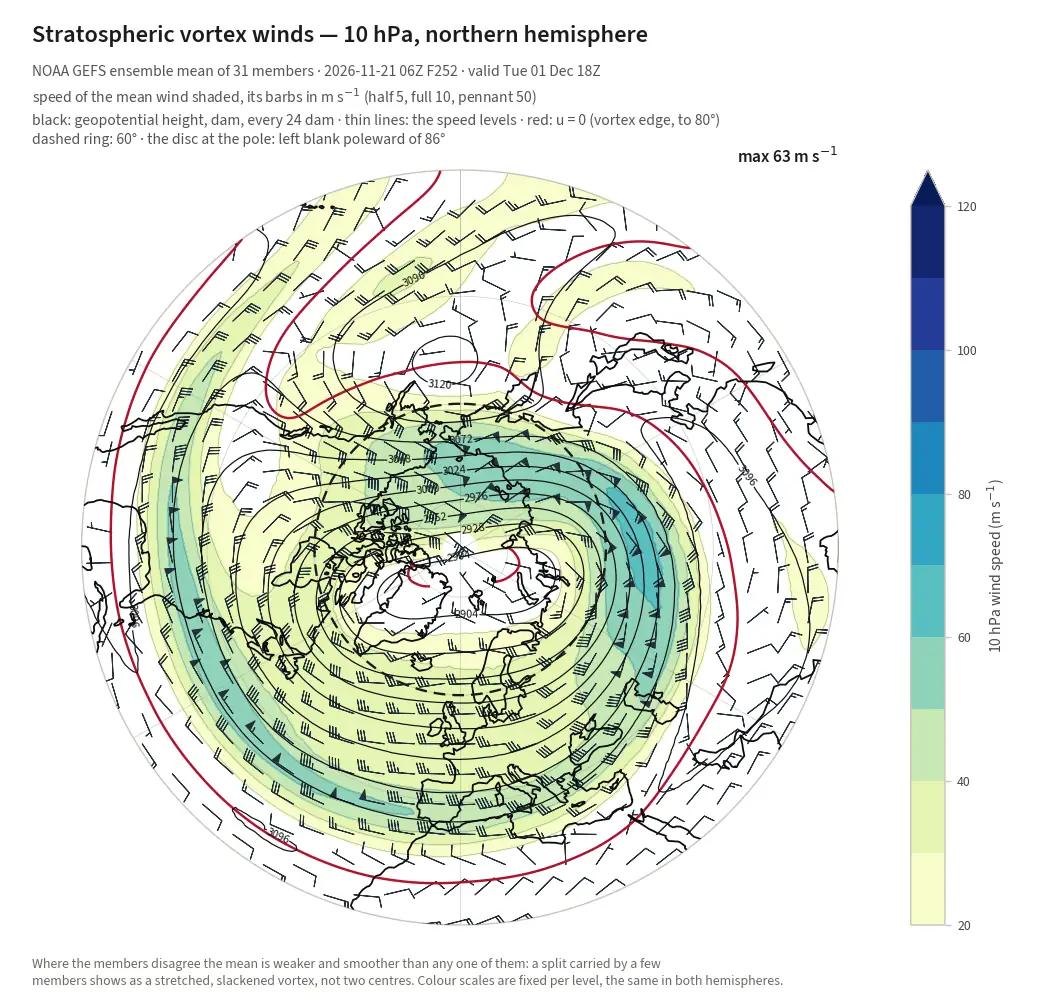 Stratospheric vortex winds — 10 hPa, northern hemisphere
NOAA GEFS ensemble mean of 31 members · 2026-11-21 06Z F252 · valid Tue 01 Dec 18Z
speed of the mean wind shaded, its barbs in m s⁻¹ (half 5, full 10, pennant 50)
black: geopotential height, dam, every 24 dam · thin lines: the speed levels · red: u = 0 (vortex edge, to 80°)
dashed ring: 60° · the disc at the pole: left blank poleward of 86°
max 63 m s⁻¹
120
100
80
60
40
20
10 hPa wind speed (m s⁻¹)
3096
3120
3072
3024
2976
2928
2904
3096
3096
Where the members disagree the mean is weaker and smoother than any one of them: a split carried by a few
members shows as a stretched, slackened vortex, not two centres. Colour scales are fixed per level, the same in both hemispheres.